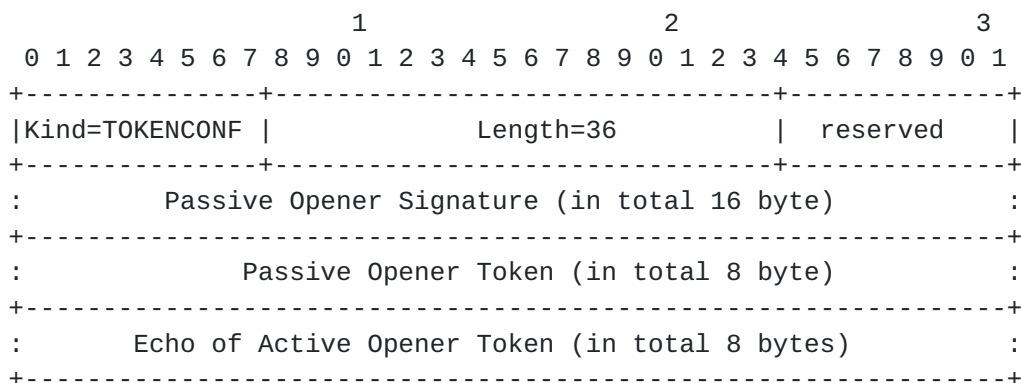 1                   2                   3
  0 1 2 3 4 5 6 7 8 9 0 1 2 3 4 5 6 7 8 9 0 1 2 3 4 5 6 7 8 9 0 1
 +---------------+-------------------------------+---------------+
 |Kind=TOKENCONF |            Length=36          |   reserved    |
 +---------------+-------------------------------+---------------+
 :         Passive Opener Signature (in total 16 byte)           :
 +---------------------------------------------------------------+
 :              Passive Opener Token (in total 8 byte)           :
 +---------------------------------------------------------------+
 :       Echo of Active Opener Token (in total 8 bytes)          :
 +---------------------------------------------------------------+